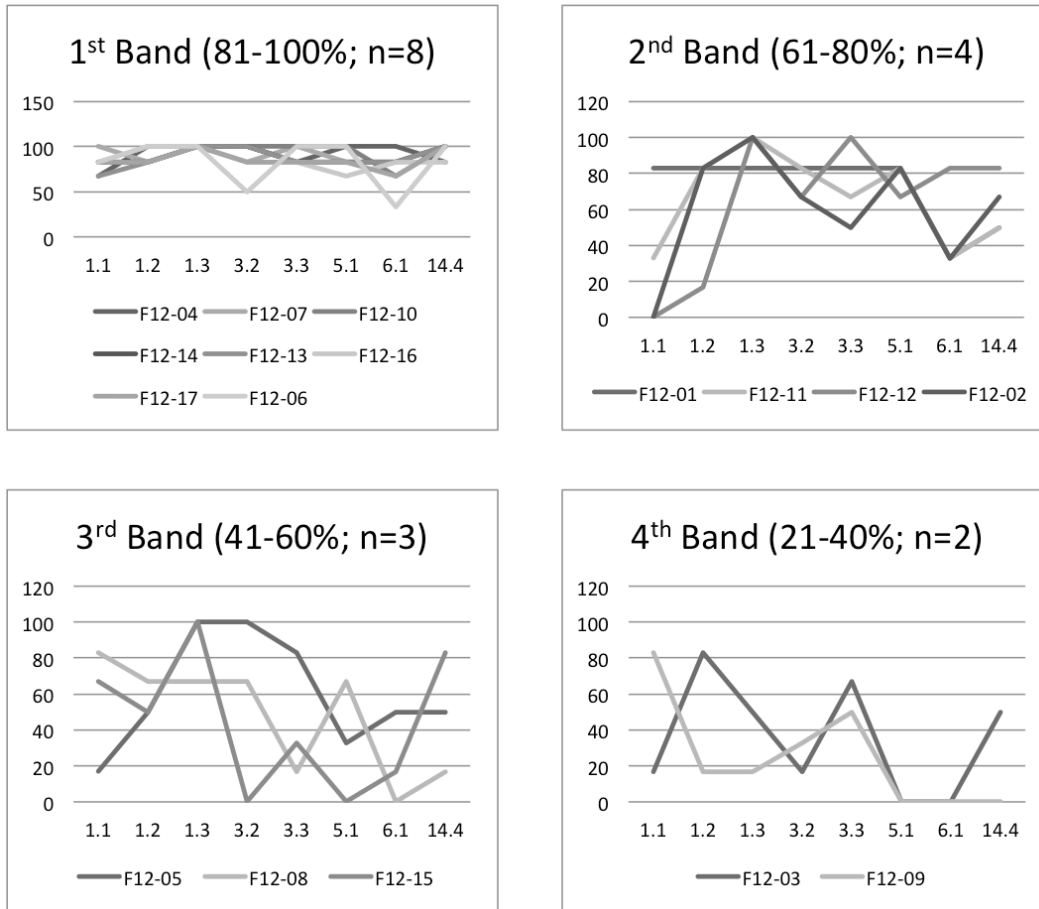 1st Band (81-100%; n=8)
150
100
50
0
1.1 1.2 1.3 3.2 3.3 5.1 6.1 14.4
F12-04 F12-07 F12-10
F12-14 F12-13 F12-16
F12-17 F12-06
2nd Band (61-80%; n=4)
120
100
80
60
40
20
0
1.1 1.2 1.3 3.2 3.3 5.1 6.1 14.4
F12-01 F12-11 F12-12 F12-02
3rd Band (41-60%; n=3)
120
100
80
60
40
20
0
1.1 1.2 1.3 3.2 3.3 5.1 6.1 14.4
F12-05 F12-08 F12-15
4th Band (21-40%; n=2)
120
100
80
60
40
20
0
1.1 1.2 1.3 3.2 3.3 5.1 6.1 14.4
F12-03 F12-09